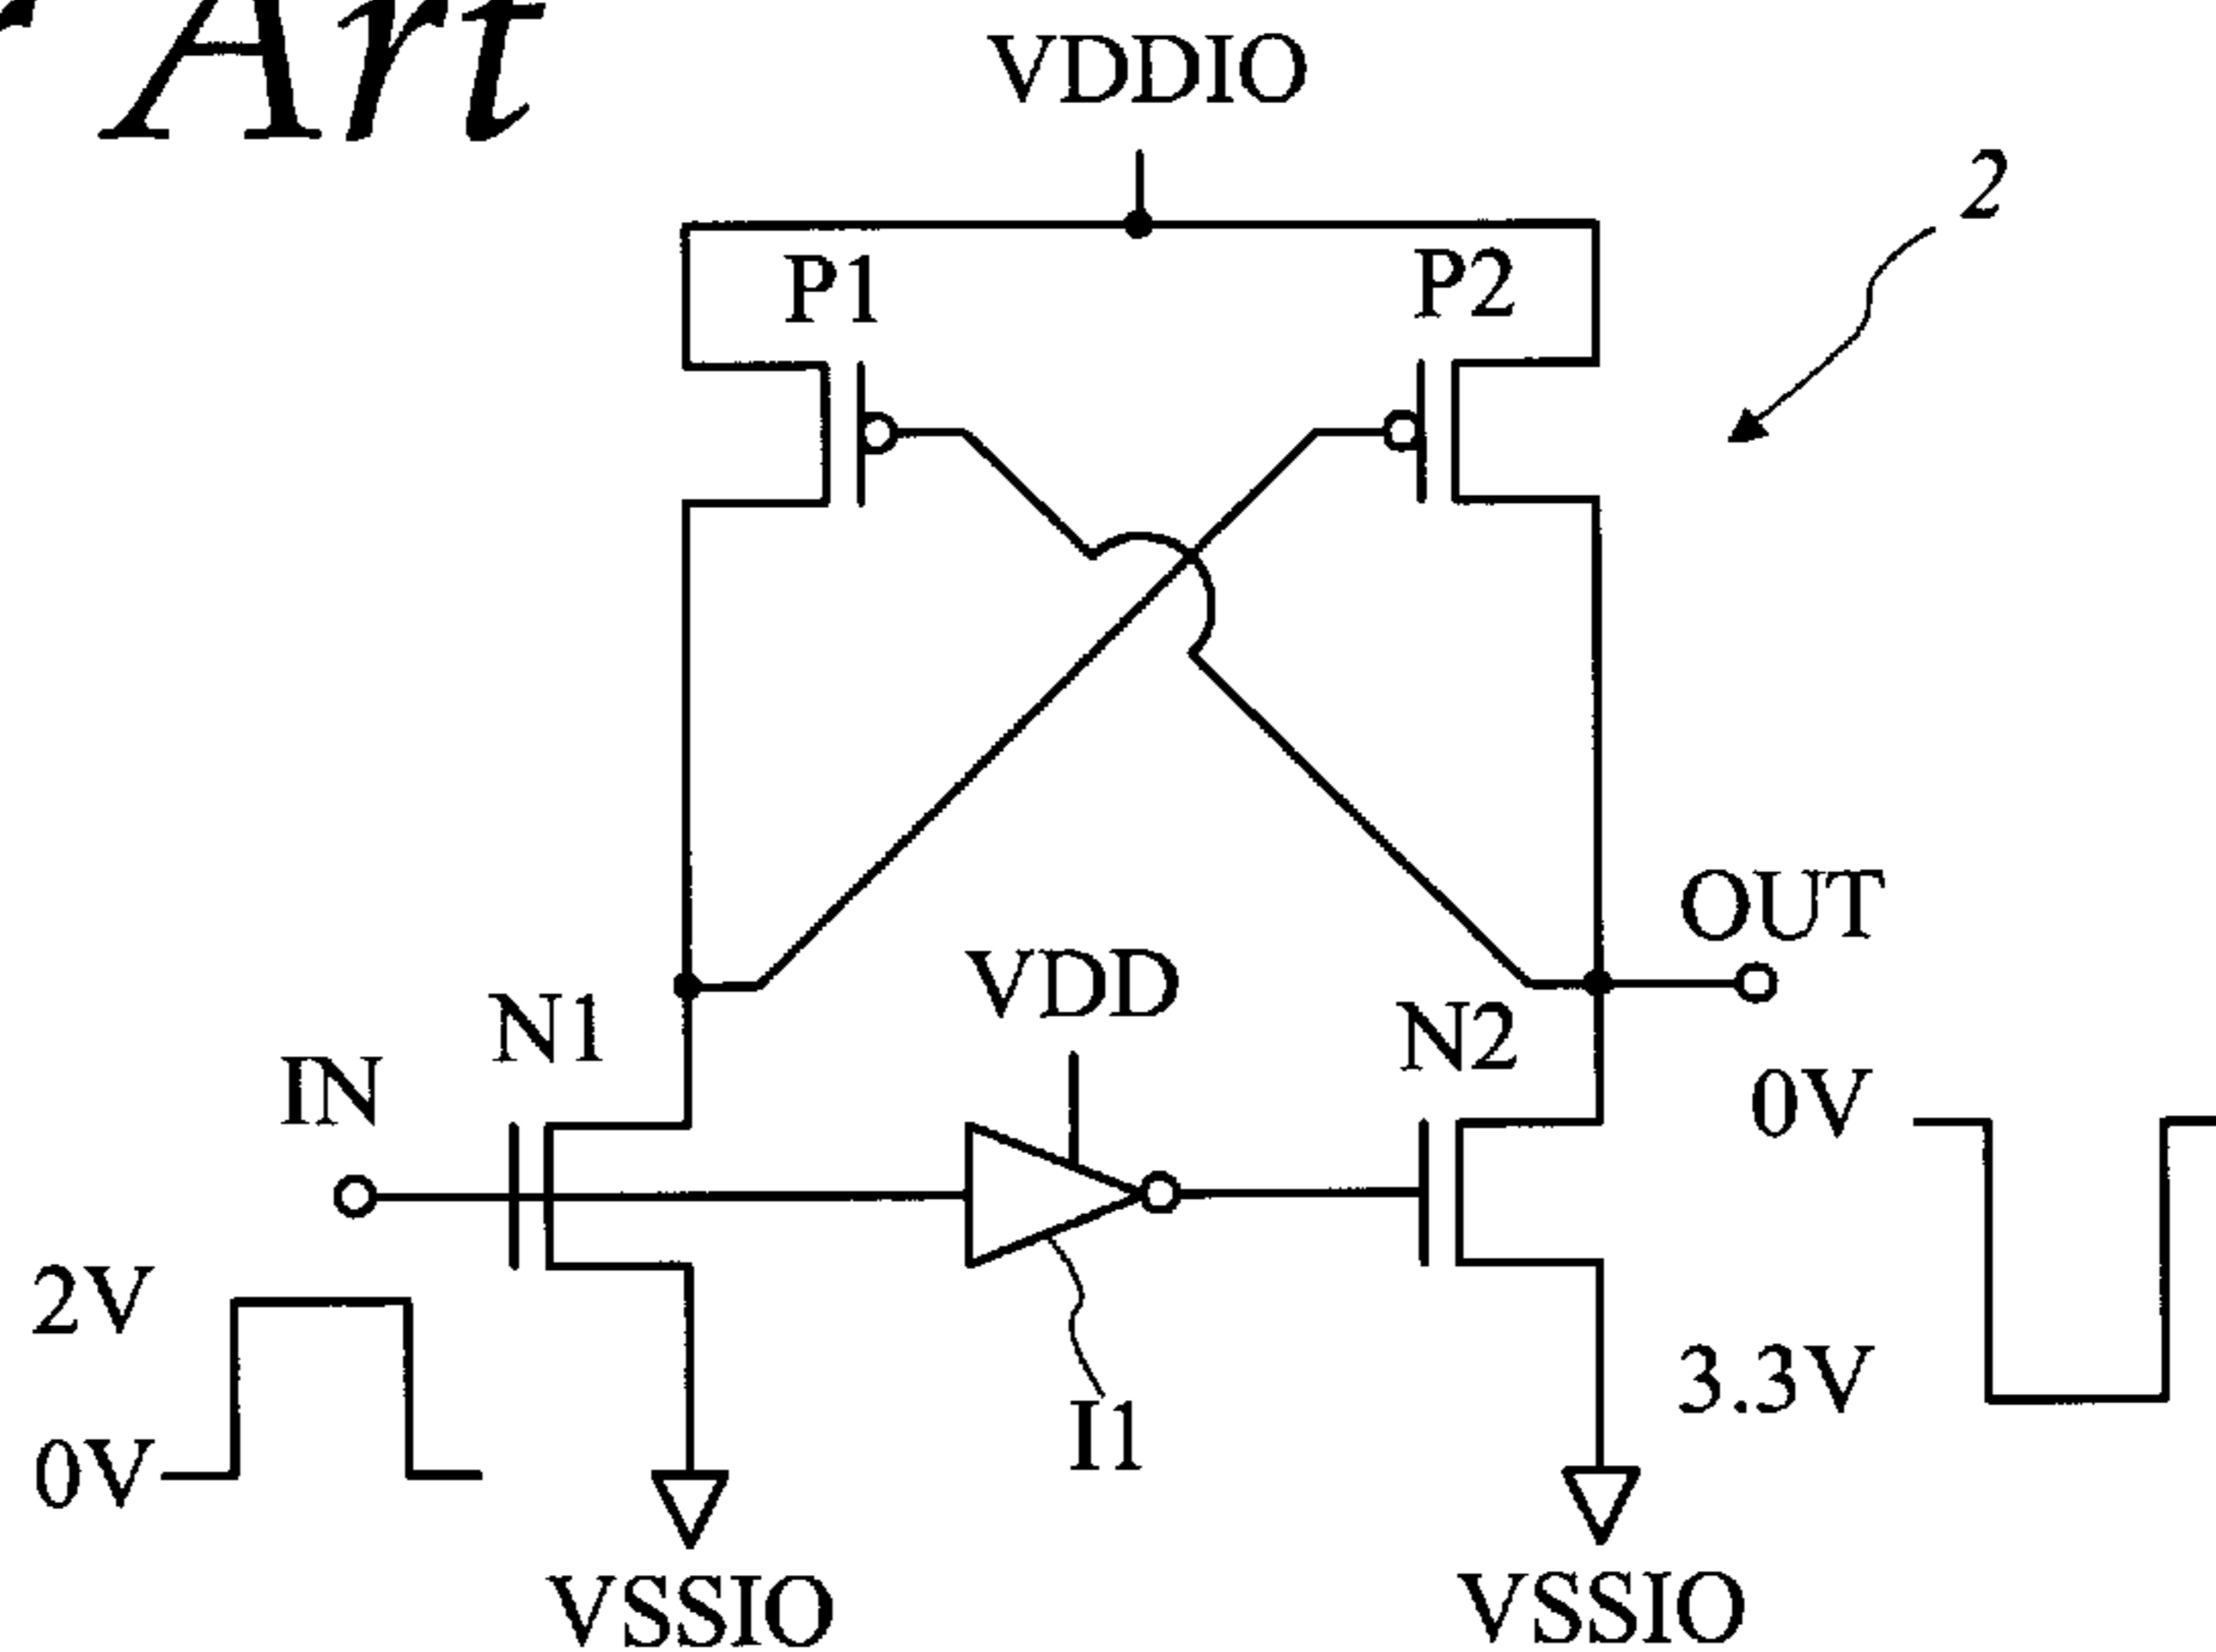 r Art
VDDIO
2
P1
P2
OUT
VDD
N1
N2
IN
0V
2V
3.3V
I1
0V
VSSIO
VSSIO